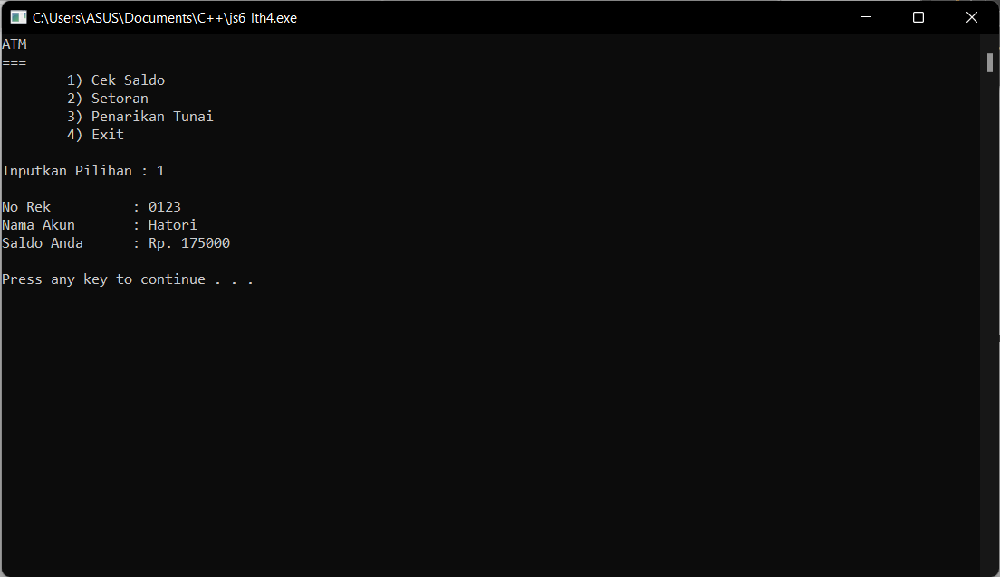 C:\Users\ASUS\Documents\C++\js6_lth4.exe
ATM
===
1) Cek Saldo
2) Setoran
3) Penarikan Tunai
4) Exit
Inputkan Pilihan : 1
No Rek : 0123
Nama Akun : Hatori
Saldo Anda : Rp. 175000
Press any key to continue . . .